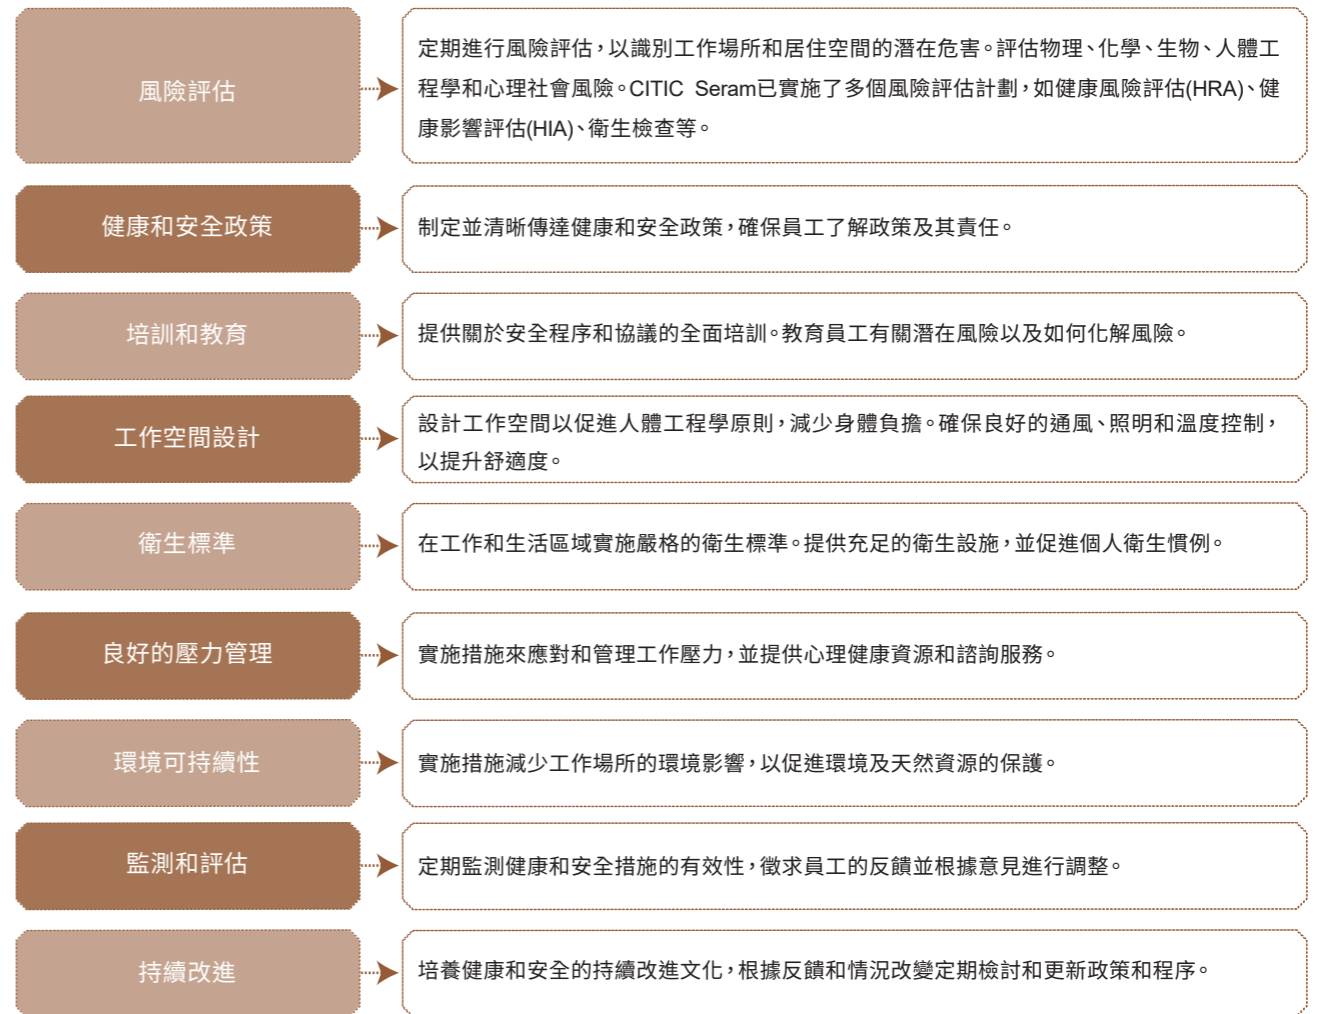 風險評估
定期進行風險評估，以識別工作場所和居住空間的潛在危害。評估物理、化學、生物、人體工
程學和心理社會風險。CITIC Seram已實施了多個風險評估計劃，如健康風險評估(HRA)、健
康影響評估(HIA)、衛生檢查等。
健康和安全政策
制定並清晰傳達健康和安全政策，確保員工了解政策及其責任。
培訓和教育
提供關於安全程序和協議的全面培訓。教育員工有關潛在風險以及如何化解風險。
工作空間設計
設計工作空間以促進人體工程學原則，減少身體負擔。確保良好的通風、照明和溫度控制，
以提升舒適度。
衛生標準
在工作和生活區域實施嚴格的衛生標準。提供充足的衛生設施，並促進個人衛生慣例。
良好的壓力管理
實施措施來應對和管理工作壓力，並提供心理健康資源和諮詢服務。
環境可持續性
實施措施減少工作場所的環境影響，以促進環境及天然資源的保護。
監測和評估
定期監測健康和安全措施的有效性，徵求員工的反饋並根據意見進行調整。
持續改進
培養健康和安全的持續改進文化，根據反饋和情況改變定期檢討和更新政策和程序。